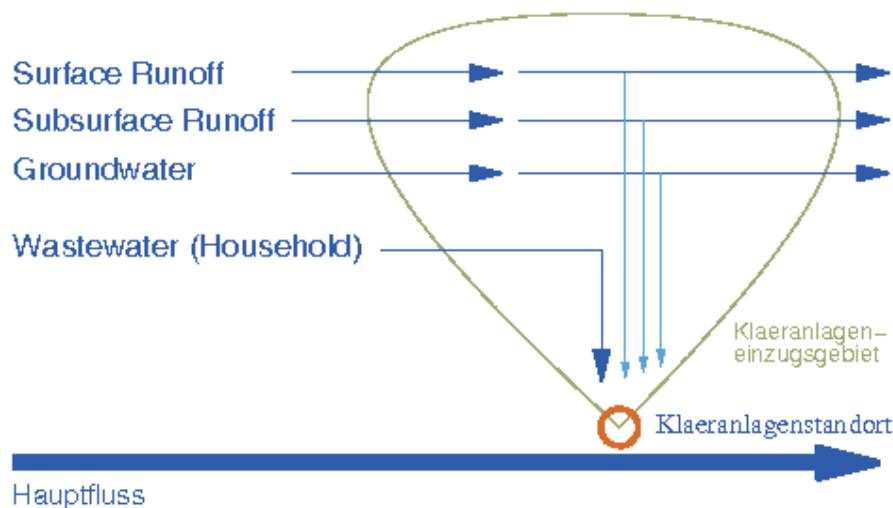 Surface Runoff
Subsurface Runoff
Groundwater
Wastewater (Household)
Klaeranlagen–
einzugsgebiet
Klaeranlagenstandort
Hauptfluss